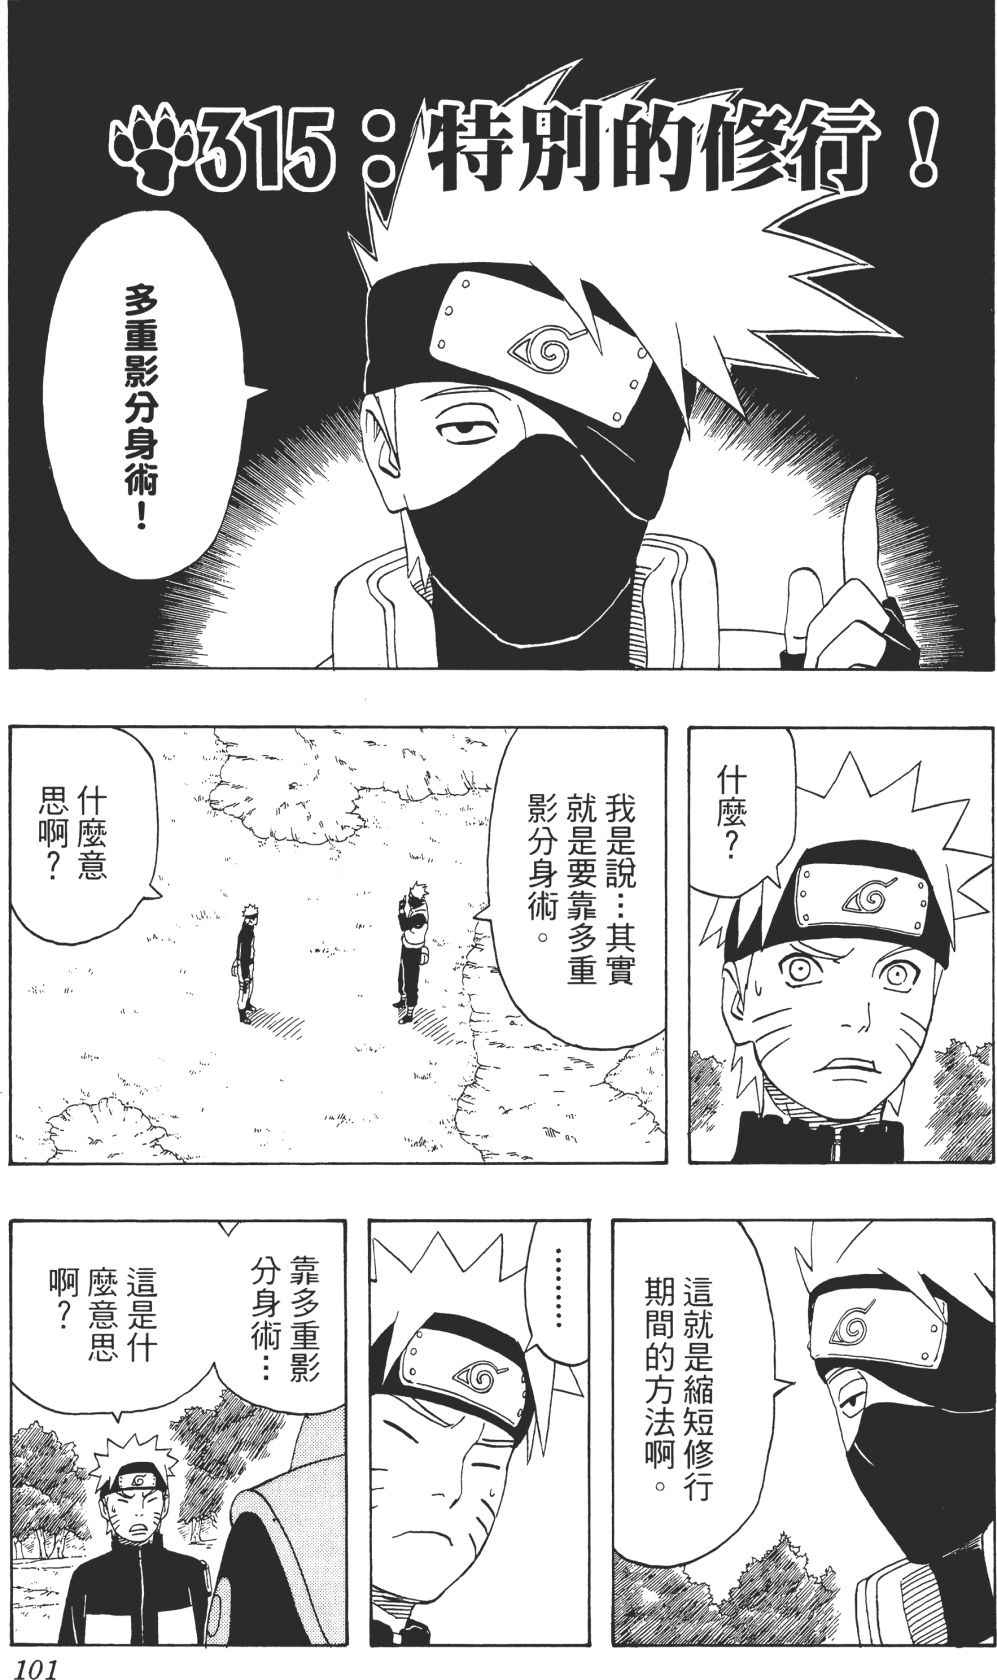 315：特別的修行！
多重影分身術！
什麼？
我是說…其實
就是要靠多重
影分身術。
什麼意
思啊？
這就是縮短修行
期間的方法啊。
………
靠多重影
分身術…
這是什
麼意思
啊？
101